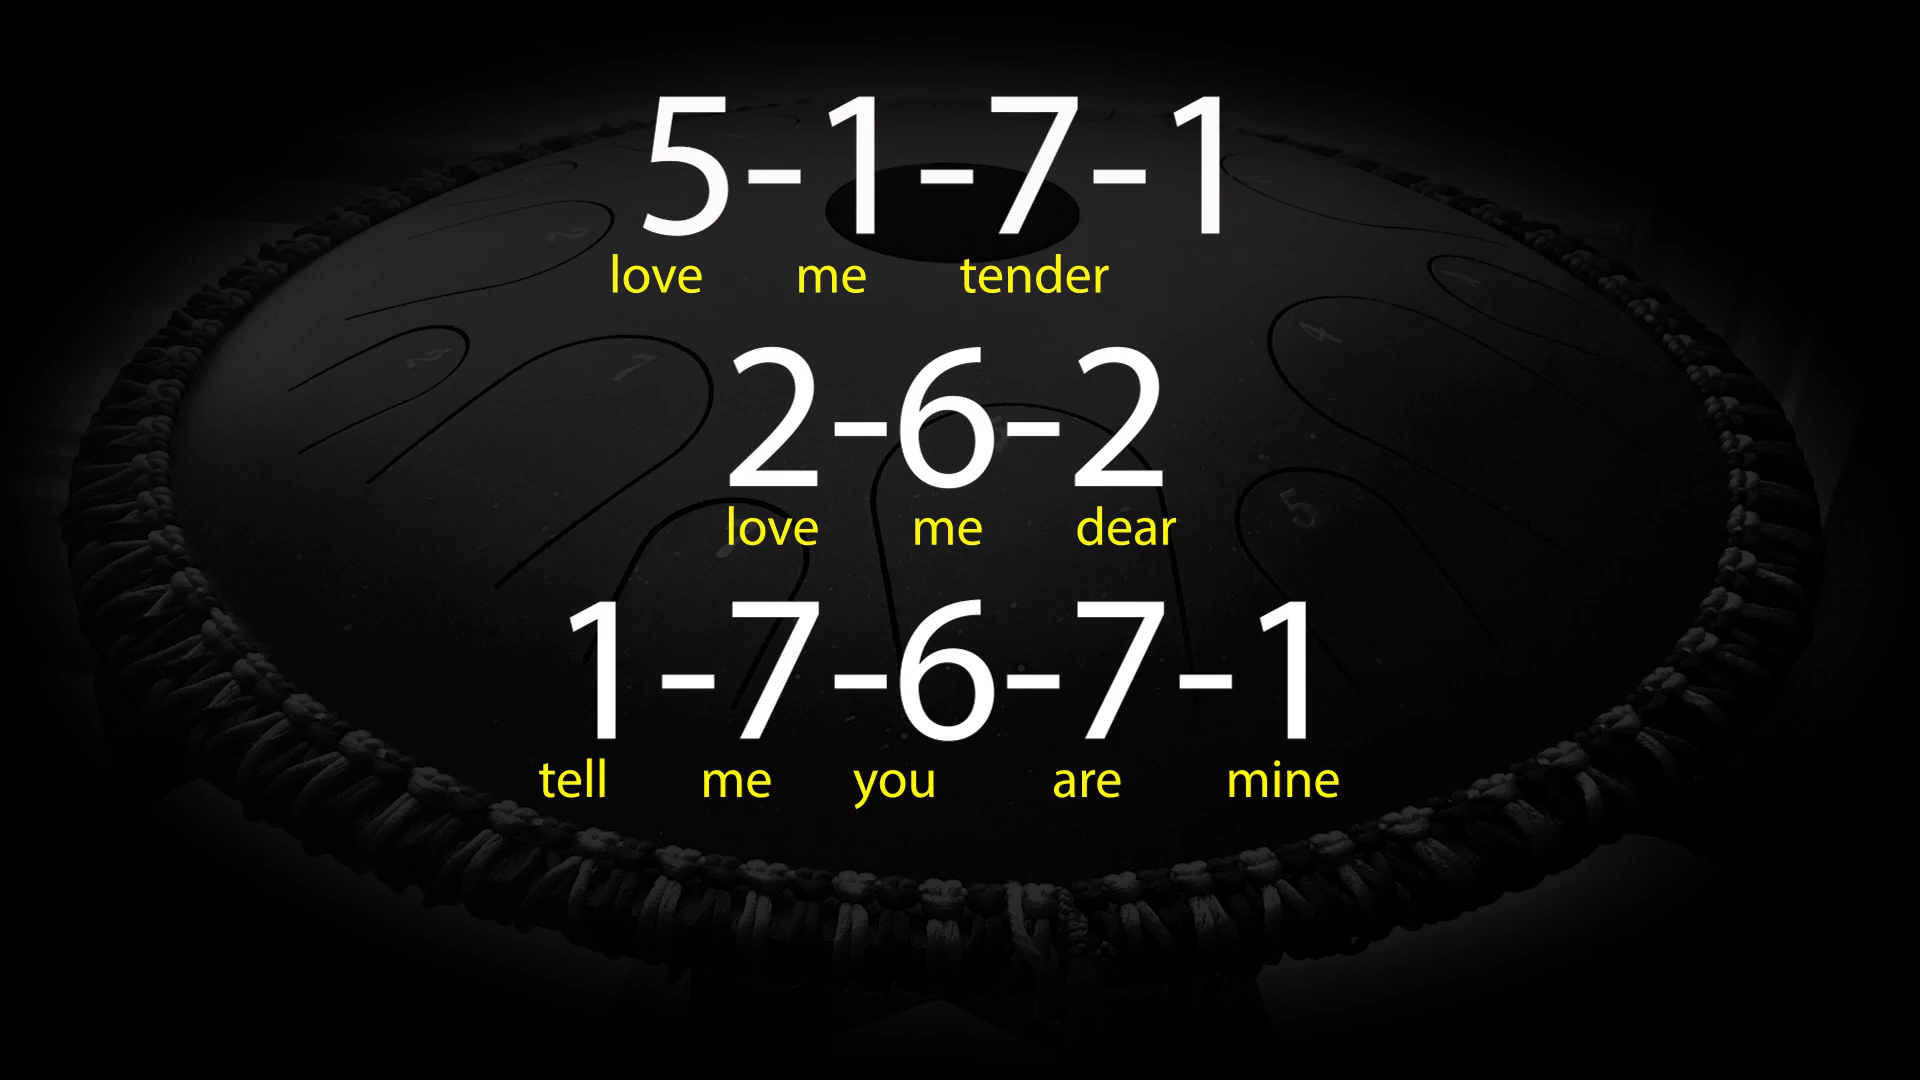 5-1-7-1
love me tender
2-6-2
love me dear
1-7-6-7-1
tell me you are mine